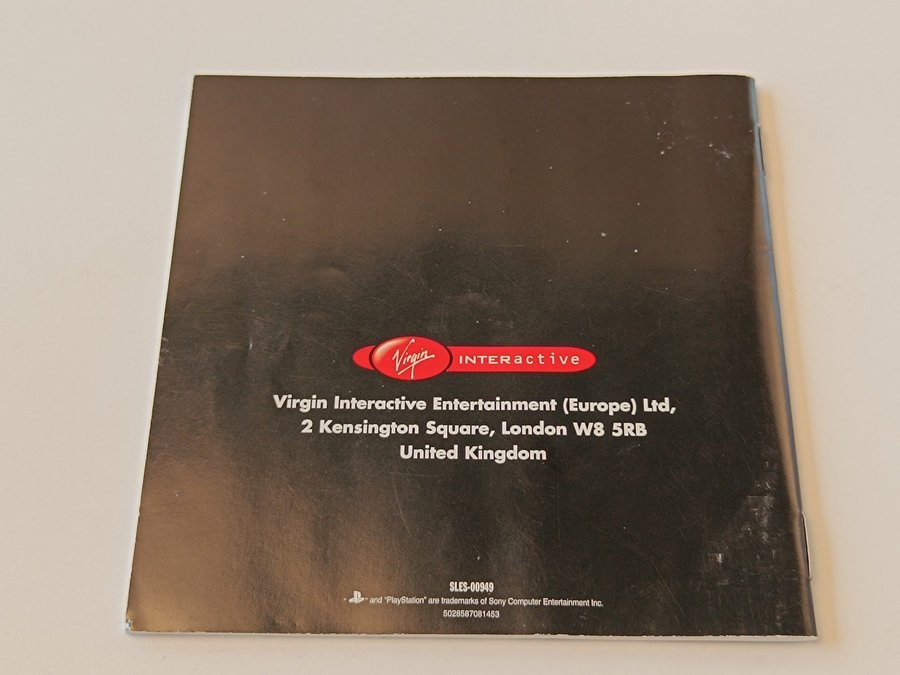 Virgin INTERactive
Virgin Interactive Entertainment (Europe) Ltd,
2 Kensington Square, London W8 5RB
United Kingdom
SLES-00949
" " and "PlayStation" are trademarks of Sony Computer Entertainment Inc.
5028587081453